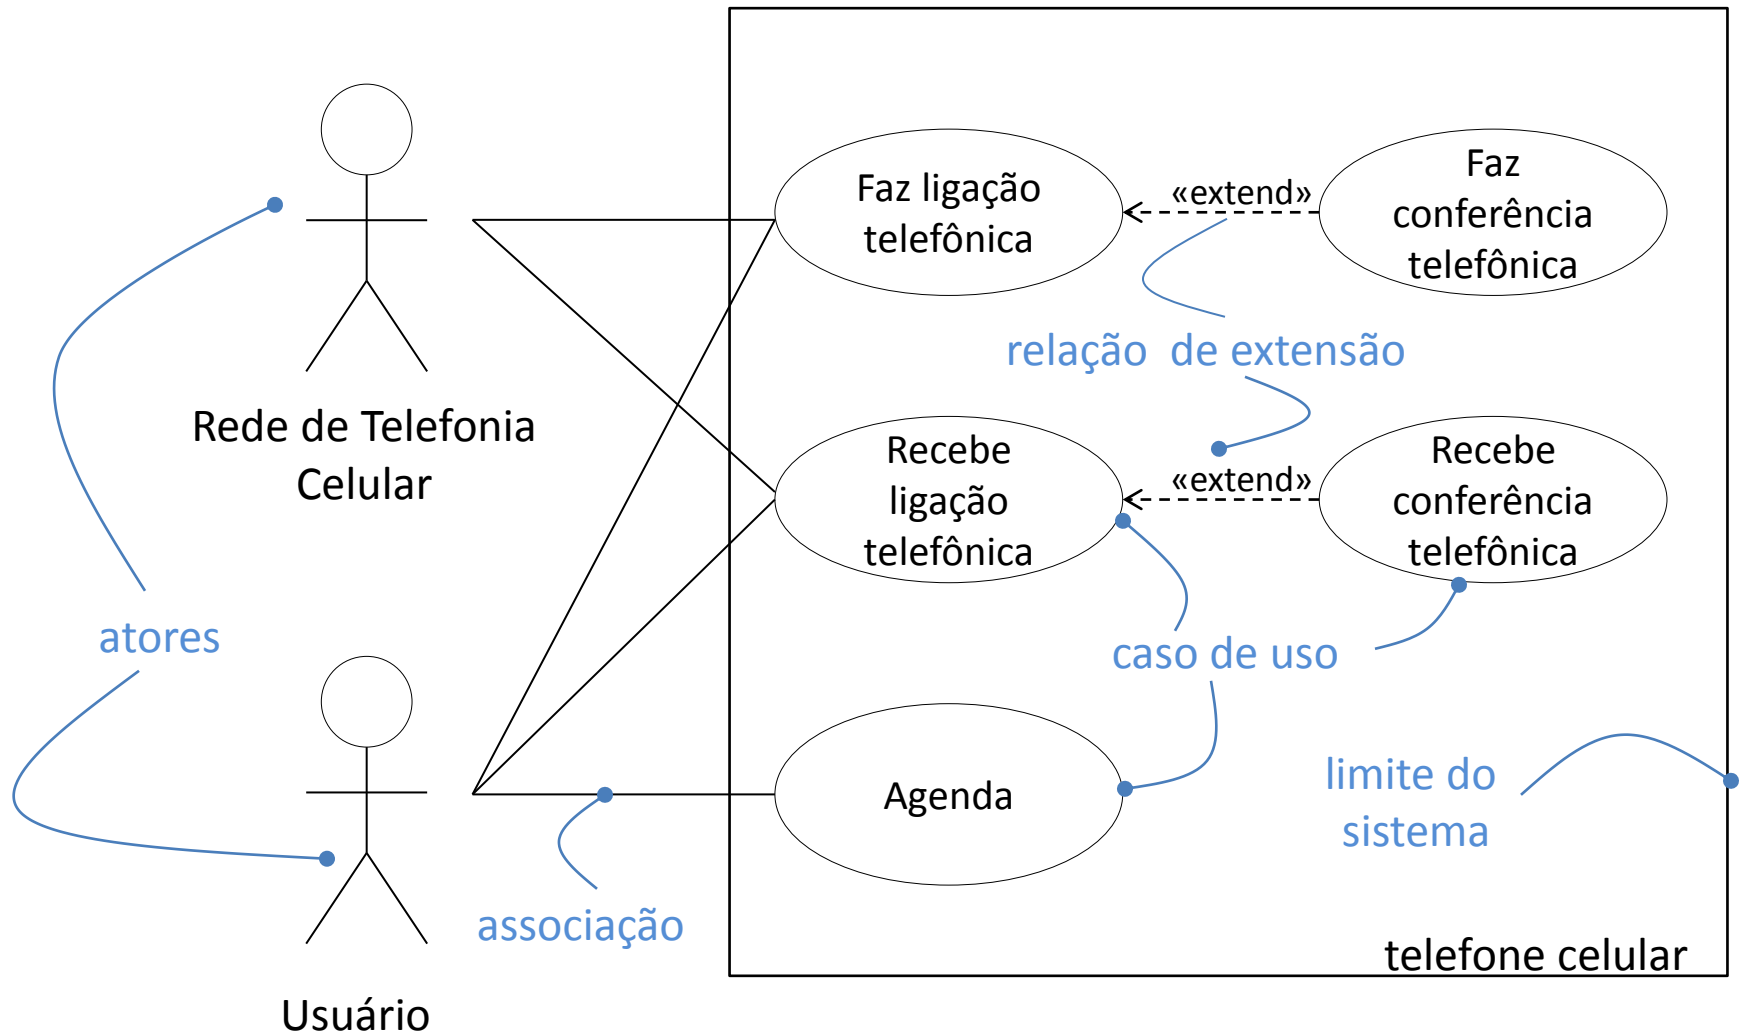 Faz ligação
telefônica
«extend»
Faz
conferência
telefônica
relação de extensão
Rede de Telefonia
Celular
Recebe
ligação
telefônica
«extend»
Recebe
conferência
telefônica
atores
caso de uso
Agenda
limite do
sistema
associação
telefone celular
Usuário